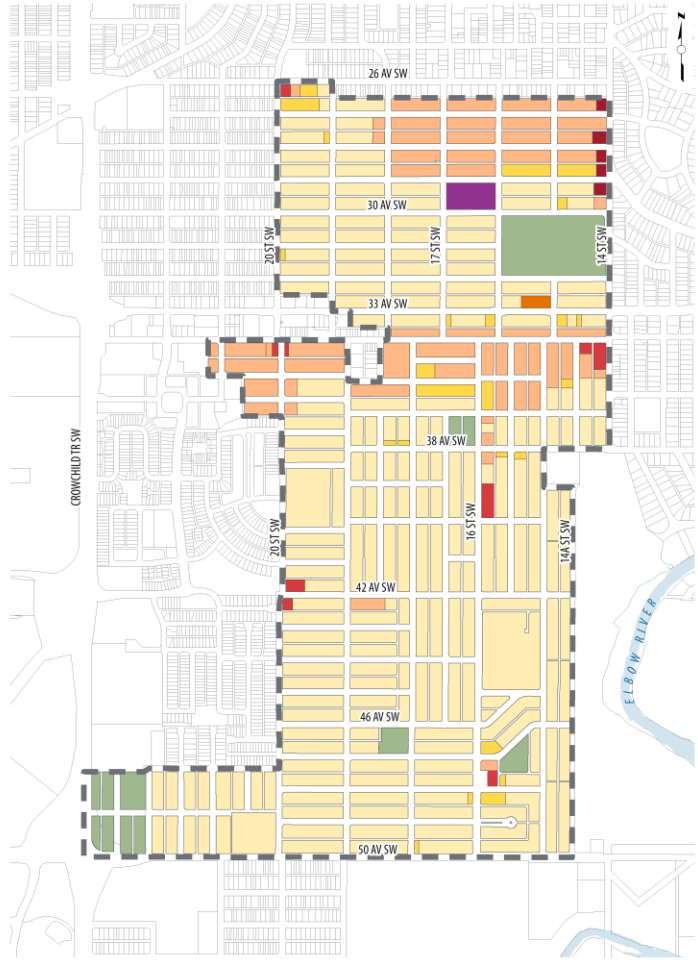 N
26 AV SW
30 AV SW
20 ST SW
17 ST SW
14 ST SW
33 AV SW
38 AV SW
CROWCHILD TR SW
20 ST SW
16 ST SW
14A ST SW
42 AV SW
ELBOW RIVER
46 AV SW
50 AV SW